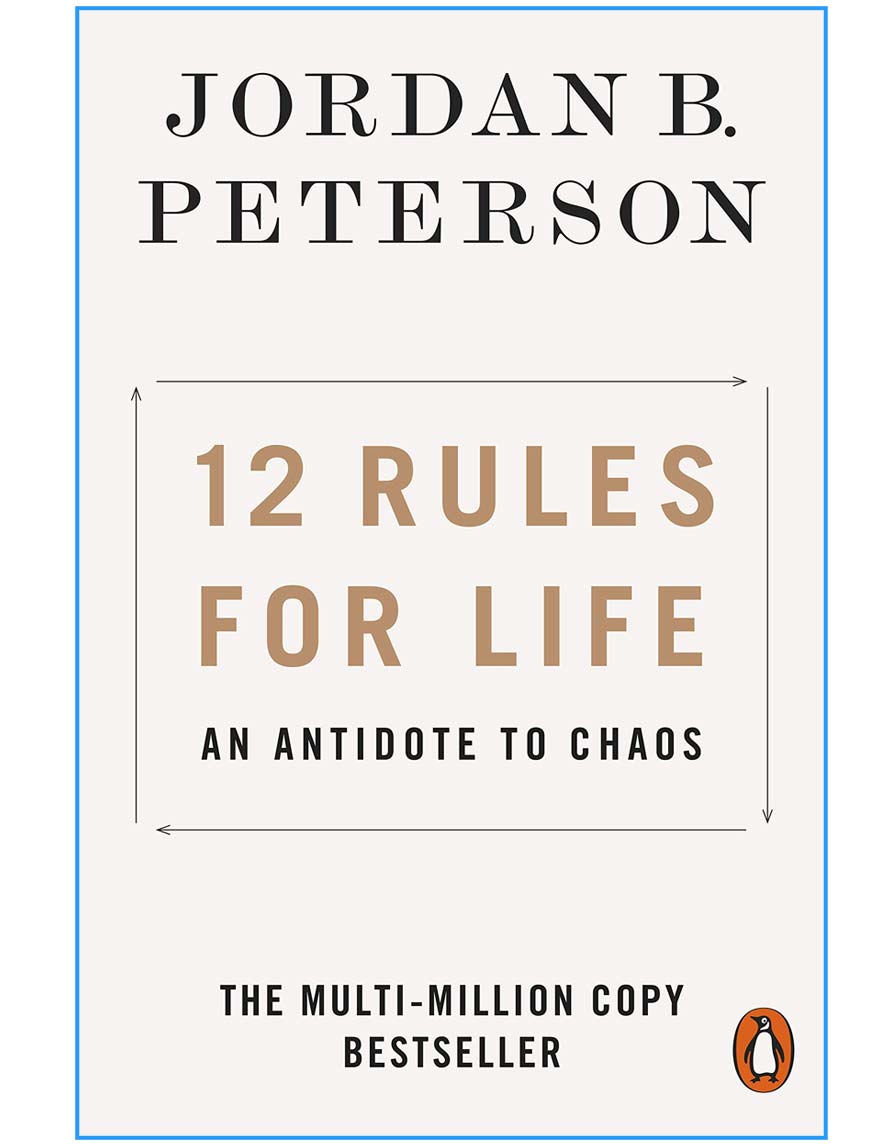 JORDAN B.
PETERSON
12 RULES
FOR LIFE
AN ANTIDOTE TO CHAOS
THE MULTI-MILLION COPY
BESTSELLER